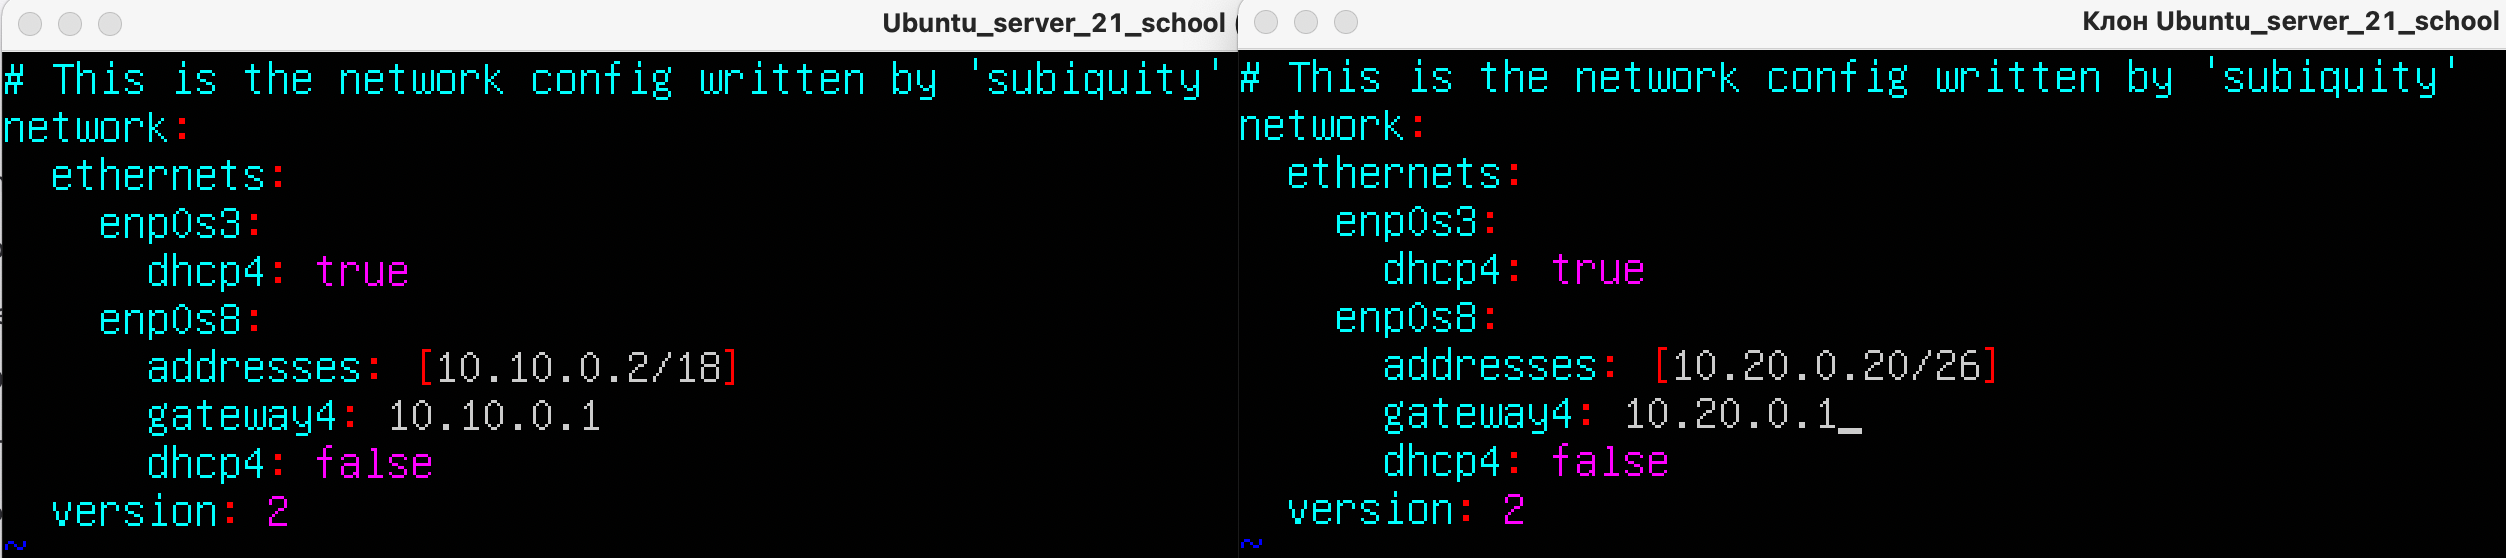 Ubuntu_server_21_school (
# This is the network config written by 'subiquity'
network:
  ethernets:
    enp0s3:
      dhcp4: true
    enp0s8:
      addresses: [10.10.0.2/18]
      gateway4: 10.10.0.1
      dhcp4: false
  version: 2
~
Клон Ubuntu_server_21_school
# This is the network config written by 'subiquity'
network:
  ethernets:
    enp0s3:
      dhcp4: true
    enp0s8:
      addresses: [10.20.0.20/26]
      gateway4: 10.20.0.1_
      dhcp4: false
  version: 2
~